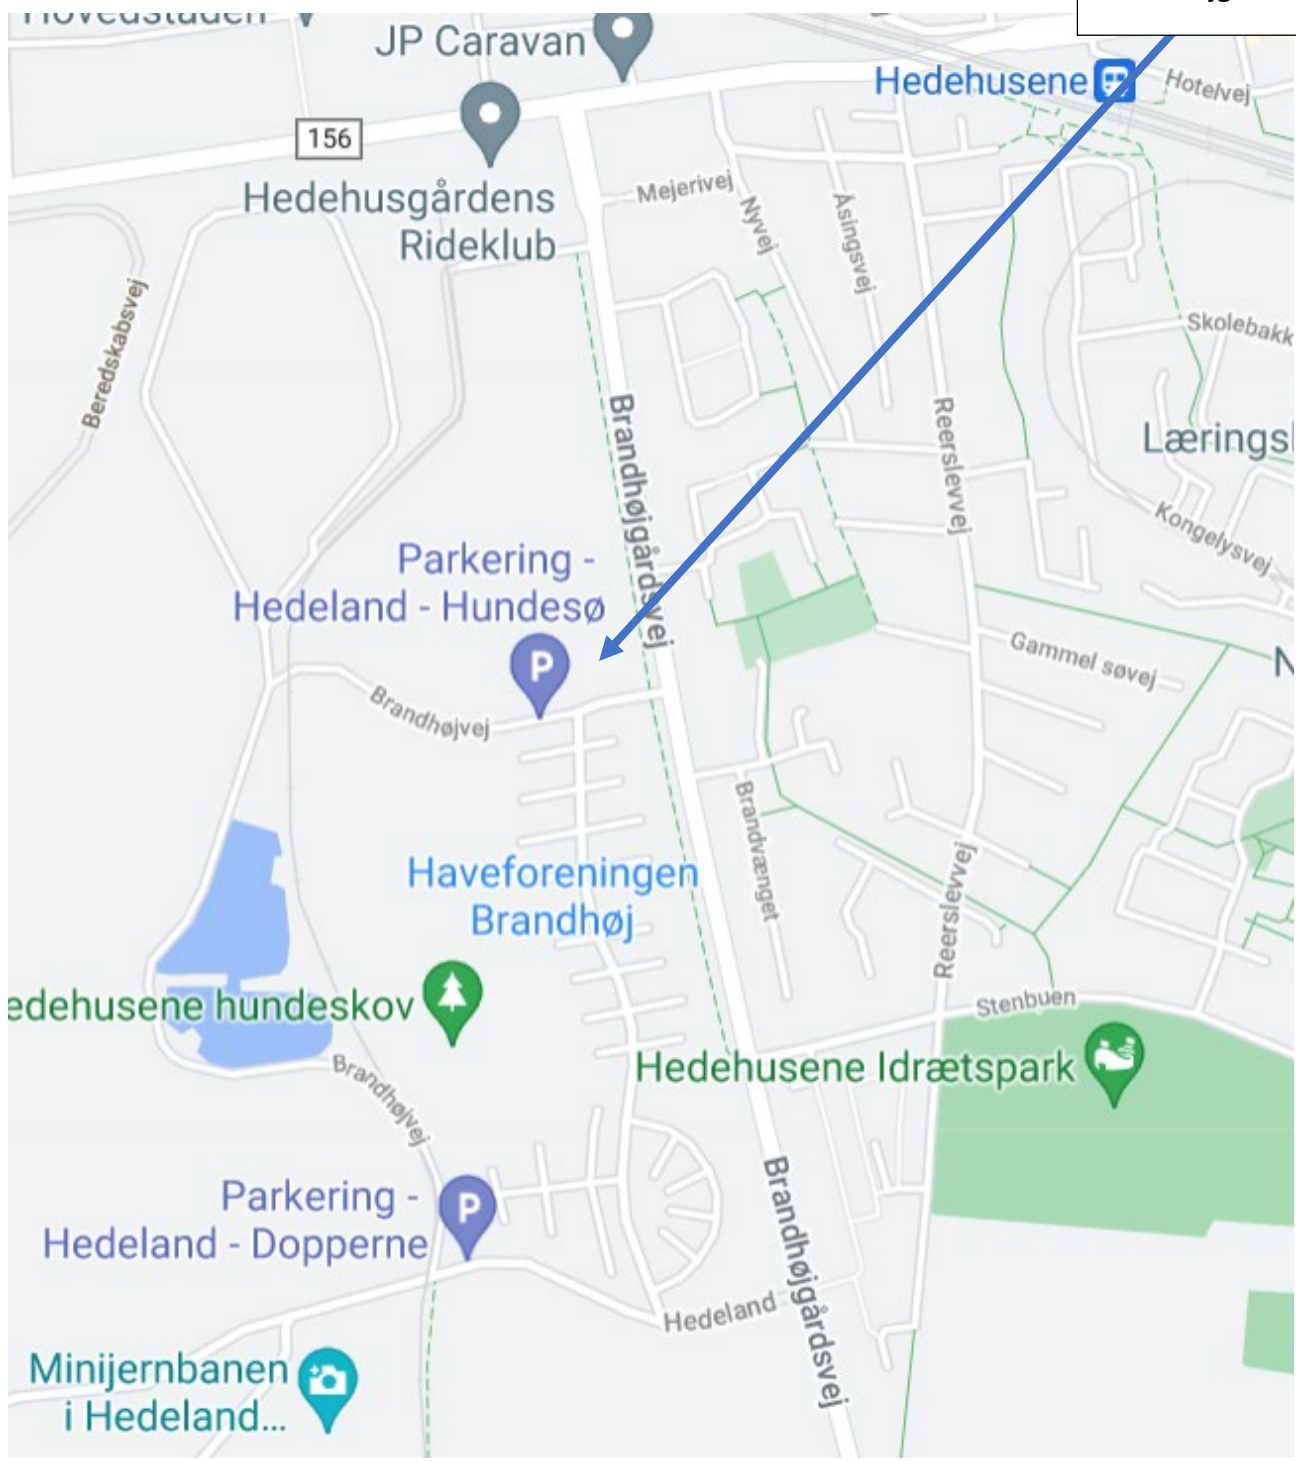 Hovedstaden
JP Caravan
Hedehusene
Hotelvej
156
Hedehusgårdens
Rideklub
Mejerivej
Nyvej
Åsingsvej
Beredskabsvej
Skolebakk
Brandhøjgårdsvej
Reerslevvej
Lærings
Kongelysvej
Parkering -
Hedeland - Hundesø
P
Gammel søvej
N
Brandhøjvej
Brandvænget
Haveforeningen
Brandhøj
Reerslevvej
edehusene hundeskov
Stenbuen
Hedehusene Idrætspark
Brandhøjvej
Parkering -
Hedeland - Dopperne
P
Brandhøjgårdsvej
Hedeland
Minijernbanen
i Hedeland...